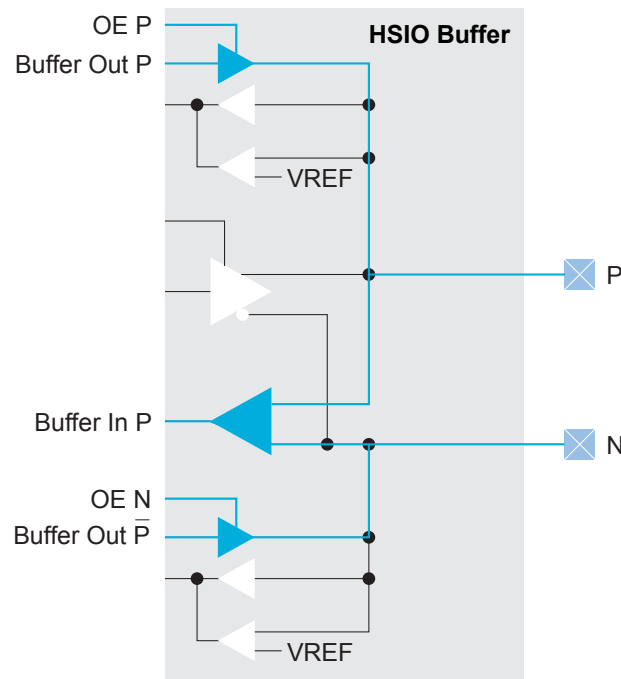 OE P
HSIO Buffer
Buffer Out P
VREF
P
Buffer In P
N
OE N
Buffer Out P̅
VREF